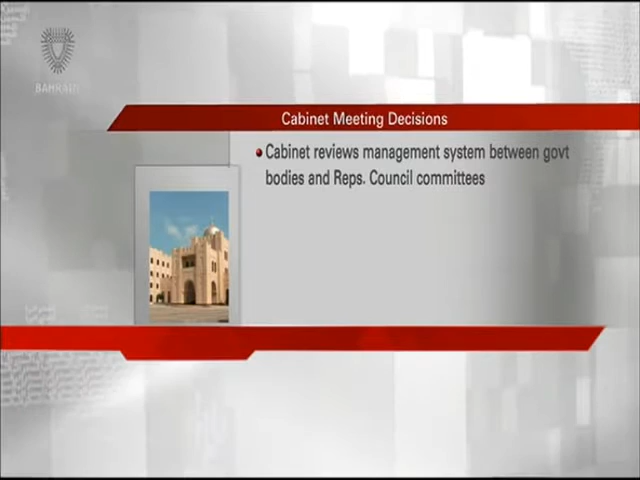 BAHRAIN
Cabinet Meeting Decisions
Cabinet reviews management system between govt
bodies and Reps. Council committees